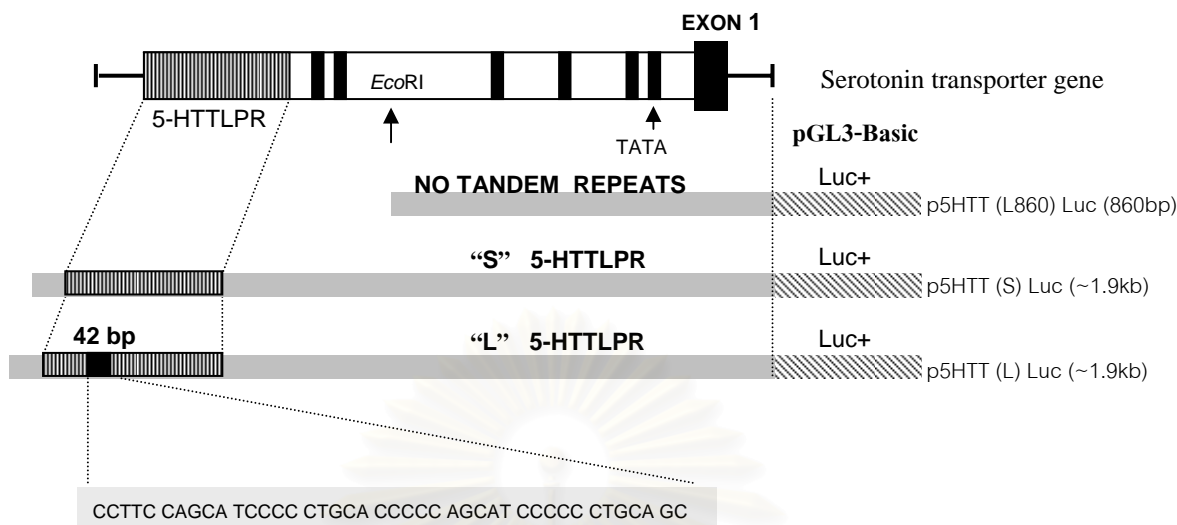 EXON 1
EcoRI
Serotonin transporter gene
5-HTTLPR
TATA
pGL3-Basic
NO TANDEM REPEATS
Luc+
p5HTT (L860) Luc (860bp)
“S” 5-HTTLPR
Luc+
p5HTT (S) Luc (~1.9kb)
42 bp
“L” 5-HTTLPR
Luc+
p5HTT (L) Luc (~1.9kb)
CCTTC CAGCA TCCCC CTGCA CCCCC AGCAT CCCCC CTGCA GC